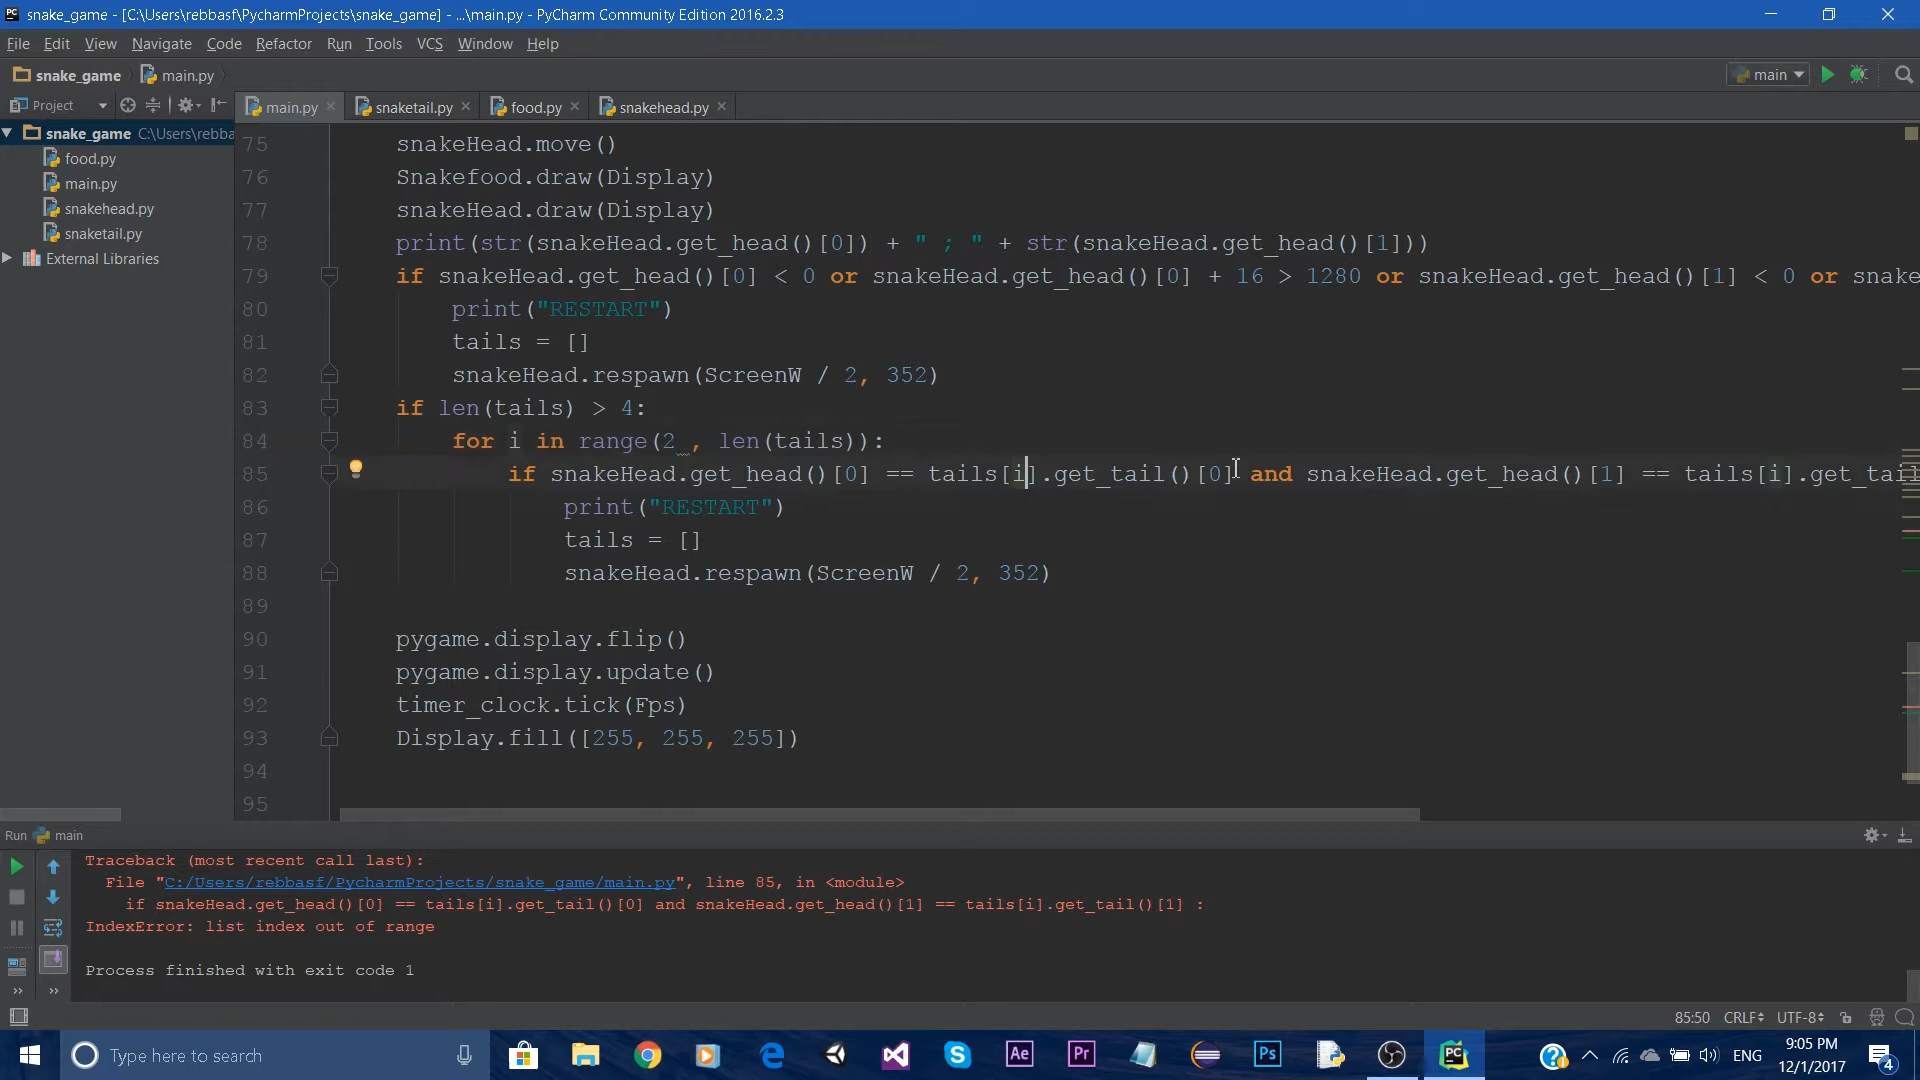 snake_game - [C:\Users\rebbasf\PycharmProjects\snake_game] - ...\main.py - PyCharm Community Edition 2016.2.3
File Edit View Navigate Code Refactor Run Tools VCS Window Help
snake_game main.py main
Project main.py snaketail.py food.py snakehead.py
snake_game C:\Users\rebba
food.py
main.py
snakehead.py
snaketail.py
External Libraries
75 snakeHead.move()
76 Snakefood.draw(Display)
77 snakeHead.draw(Display)
78 print(str(snakeHead.get_head()[0]) + " ; " + str(snakeHead.get_head()[1]))
79 if snakeHead.get_head()[0] < 0 or snakeHead.get_head()[0] + 16 > 1280 or snakeHead.get_head()[1] < 0 or snake
80 print("RESTART")
81 tails = []
82 snakeHead.respawn(ScreenW / 2, 352)
83 if len(tails) > 4:
84 for i in range(2 , len(tails)):
85 if snakeHead.get_head()[0] == tails[i].get_tail()[0] and snakeHead.get_head()[1] == tails[i].get_tail
86 print("RESTART")
87 tails = []
88 snakeHead.respawn(ScreenW / 2, 352)
89
90 pygame.display.flip()
91 pygame.display.update()
92 timer_clock.tick(Fps)
93 Display.fill([255, 255, 255])
94
95
Run main
Traceback (most recent call last):
File "C:/Users/rebbasf/PycharmProjects/snake_game/main.py", line 85, in <module>
if snakeHead.get_head()[0] == tails[i].get_tail()[0] and snakeHead.get_head()[1] == tails[i].get_tail()[1] :
IndexError: list index out of range
Process finished with exit code 1
85:50 CRLF UTF-8
Type here to search
ENG
9:05 PM
12/1/2017
4